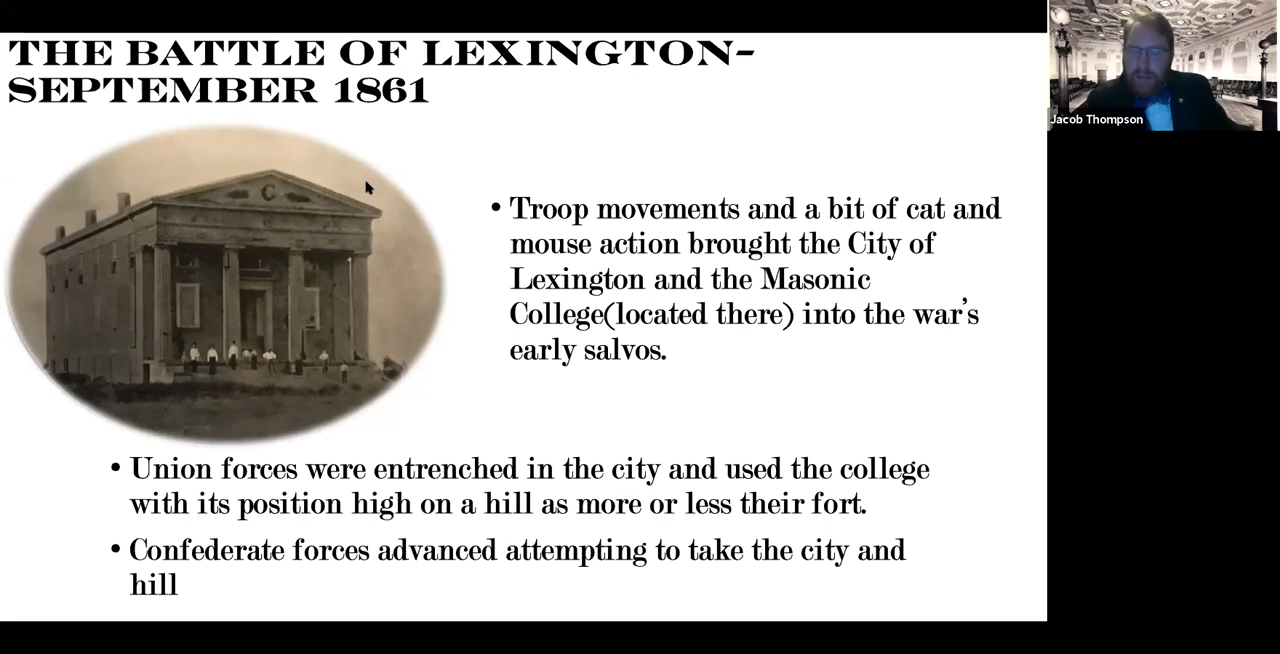 THE BATTLE OF LEXINGTON-
SEPTEMBER 1861
Jacob Thompson
• Troop movements and a bit of cat and
mouse action brought the City of
Lexington and the Masonic
College(located there) into the war's
early salvos.
• Union forces were entrenched in the city and used the college
with its position high on a hill as more or less their fort.
• Confederate forces advanced attempting to take the city and
hill